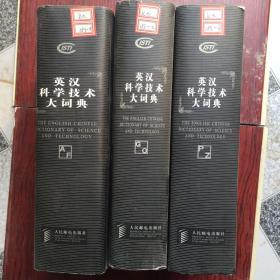 ISTI
英汉
科学技术
大词典
THE ENGLISH CHINESE
DICTIONARY OF SCIENCE
AND TECHNOLOGY
A
F
人民邮电出版社
ISTI
英汉
科学技术
大词典
THE ENGLISH CHINESE
DICTIONARY OF SCIENCE
AND TECHNOLOGY
G
O
人民邮电出版社
ISTI
英汉
科学技术
大词典
THE ENGLISH CHINESE
DICTIONARY OF SCIENCE
AND TECHNOLOGY
P
Z
人民邮电出版社